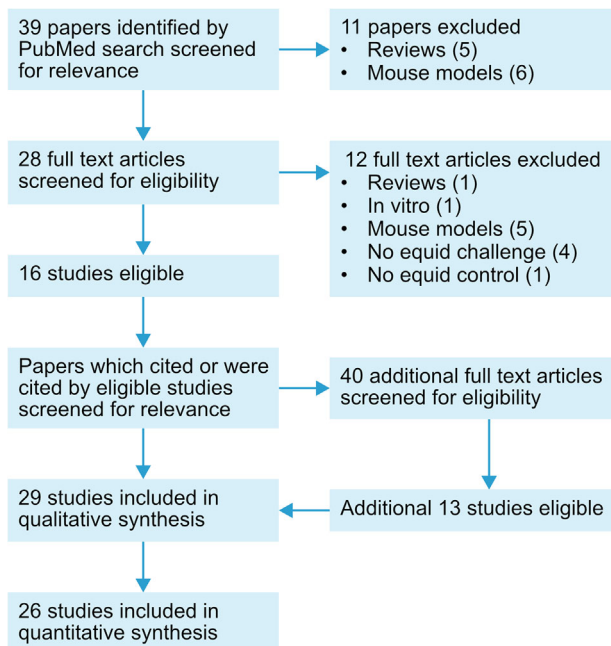 39 papers identified by
PubMed search screened
for relevance
11 papers excluded
• Reviews (5)
• Mouse models (6)
28 full text articles
screened for eligibility
12 full text articles excluded
• Reviews (1)
• In vitro (1)
• Mouse models (5)
• No equid challenge (4)
• No equid control (1)
16 studies eligible
Papers which cited or were
cited by eligible studies
screened for relevance
40 additional full text articles
screened for eligibility
29 studies included in
qualitative synthesis
Additional 13 studies eligible
26 studies included in
quantitative synthesis